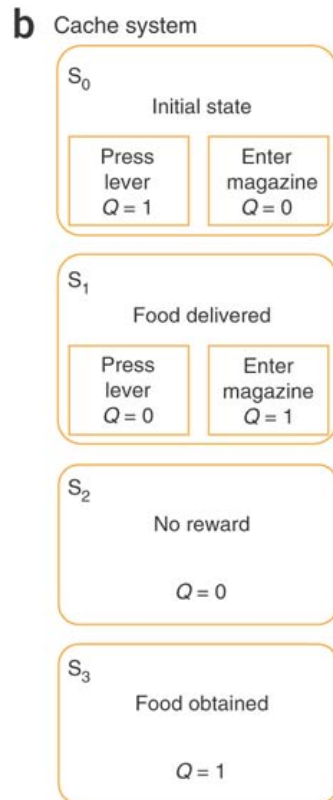 b Cache system
S0
Initial state
Press lever Q = 1
Enter magazine Q = 0
S1
Food delivered
Press lever Q = 0
Enter magazine Q = 1
S2
No reward
Q = 0
S3
Food obtained
Q = 1